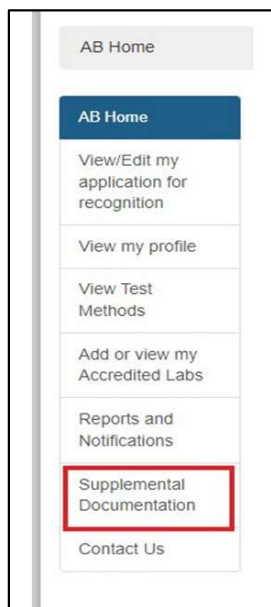 AB Home
AB Home
View/Edit my
application for
recognition
View my profile
View Test
Methods
Add or view my
Accredited Labs
Reports and
Notifications
Supplemental
Documentation
Contact Us